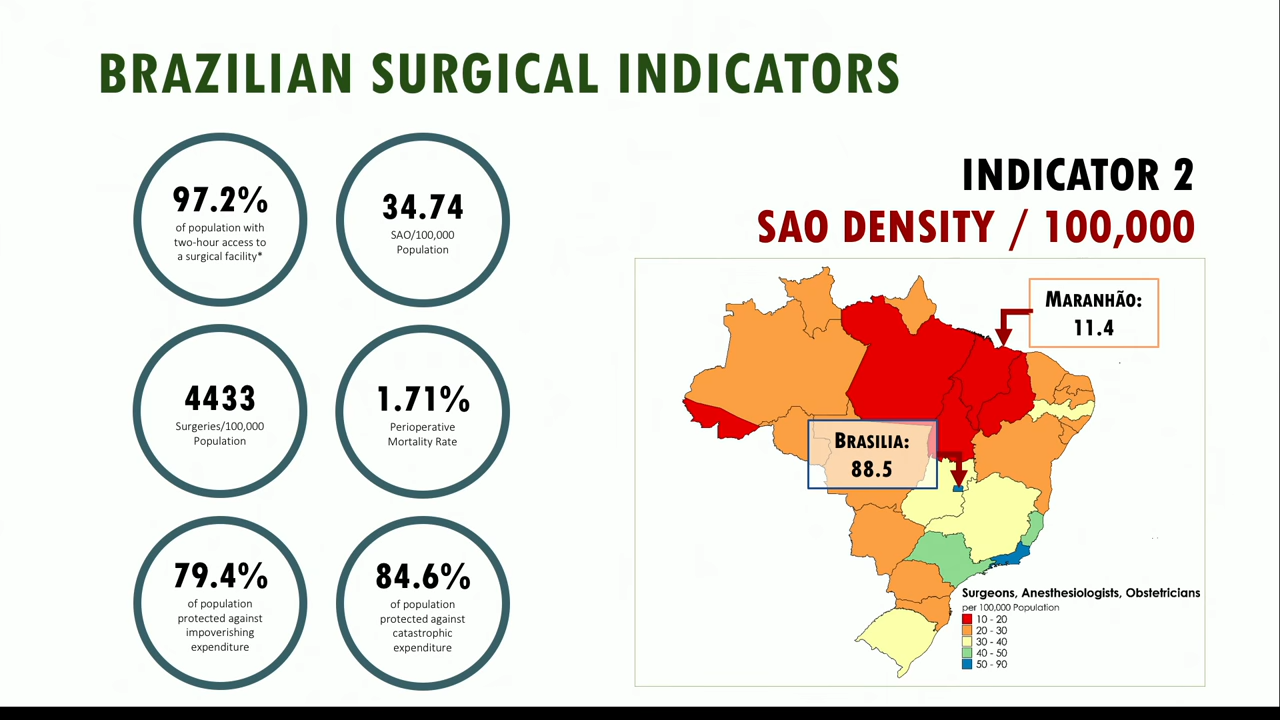 BRAZILIAN SURGICAL INDICATORS
97.2%
of population with
two-hour access to
a surgical facility*
34.74
SAO/100,000
Population
4433
Surgeries/100,000
Population
1.71%
Perioperative
Mortality Rate
79.4%
of population
protected against
impoverishing
expenditure
84.6%
of population
protected against
catastrophic
expenditure
INDICATOR 2
SAO DENSITY / 100,000
MARANHÃO:
11.4
BRASILIA:
88.5
Surgeons, Anesthesiologists, Obstetricians
per 100,000 Population
10 - 20
20 - 30
30 - 40
40 - 50
50 - 90